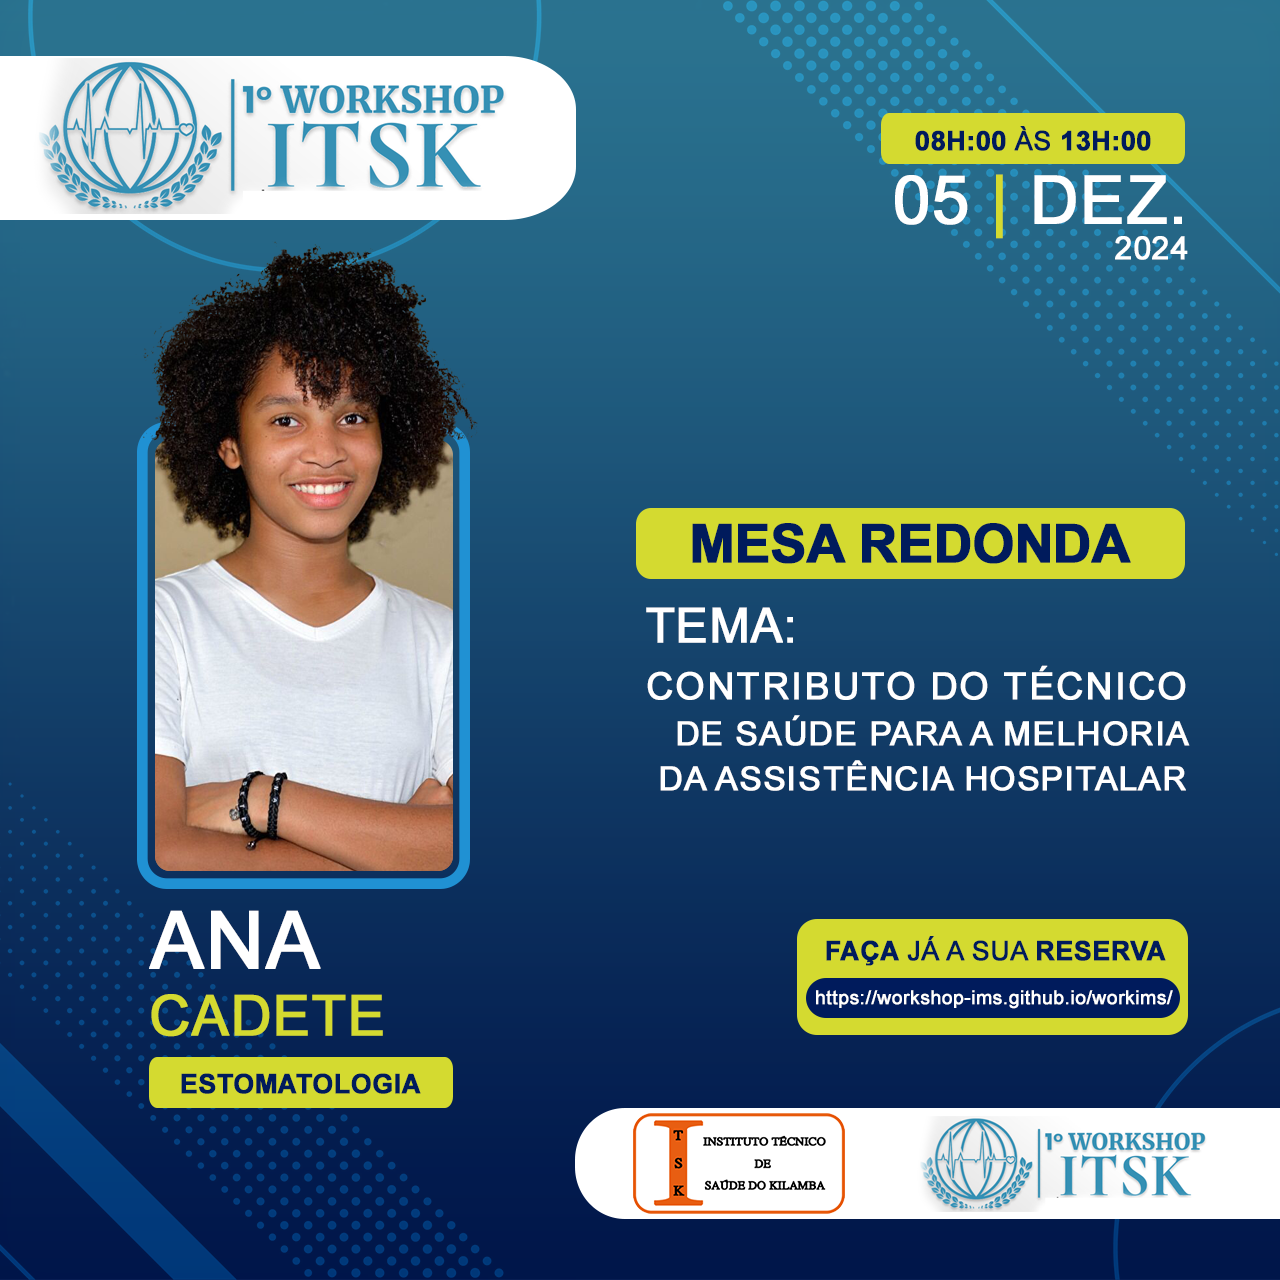 1º WORKSHOP
ITSK
08H:00 ÀS 13H:00
05 | DEZ.
2024
MESA REDONDA
TEMA:
CONTRIBUTO DO TÉCNICO
DE SAÚDE PARA A MELHORIA
DA ASSISTÊNCIA HOSPITALAR
ANA
CADETE
ESTOMATOLOGIA
FAÇA JÁ A SUA RESERVA
https://workshop-ims.github.io/workims/
I
T
S
K
INSTITUTO TÉCNICO
DE
SAÚDE DO KILAMBA
1º WORKSHOP
ITSK